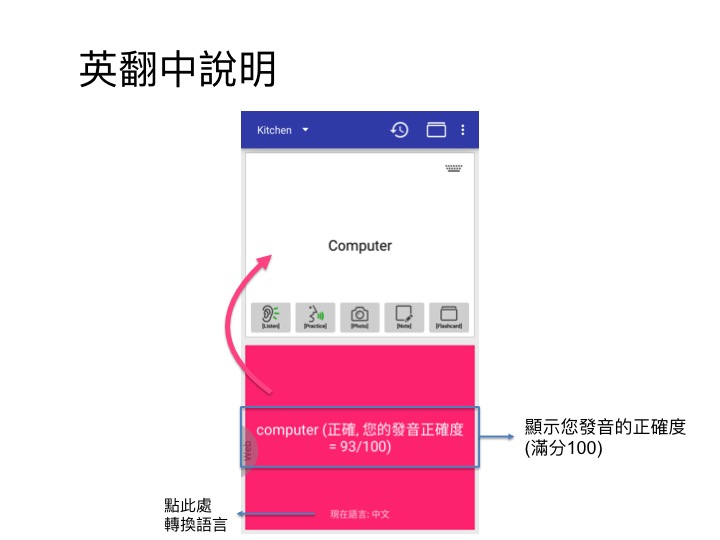 英翻中說明
Kitchen
Computer
[Listen] [Practice] [Photo] [Note] [Flashcard]
computer (正確, 您的發音正確度
= 93/100)
Web
顯示您發音的正確度
(滿分100)
點此處
轉換語言
現在語言: 中文